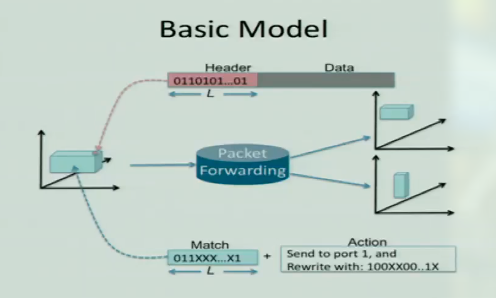 Basic Model
Header Data
0110101...01
L
Packet
Forwarding
Match
Action
011XXX...X1 + Send to port 1, and
Rewrite with: 100XX00..1X
L